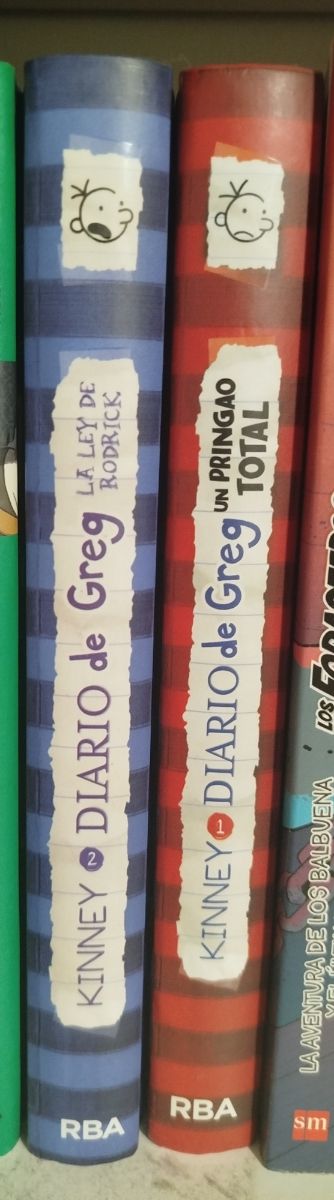 KINNEY 2 DIARIO de Greg
LA LEY DE
RODRICK
RBA
KINNEY 1 DIARIO de Greg
UN PRINGAO
TOTAL
RBA
LOS
LA AVENTURA DE LOS BALBUENA
sm